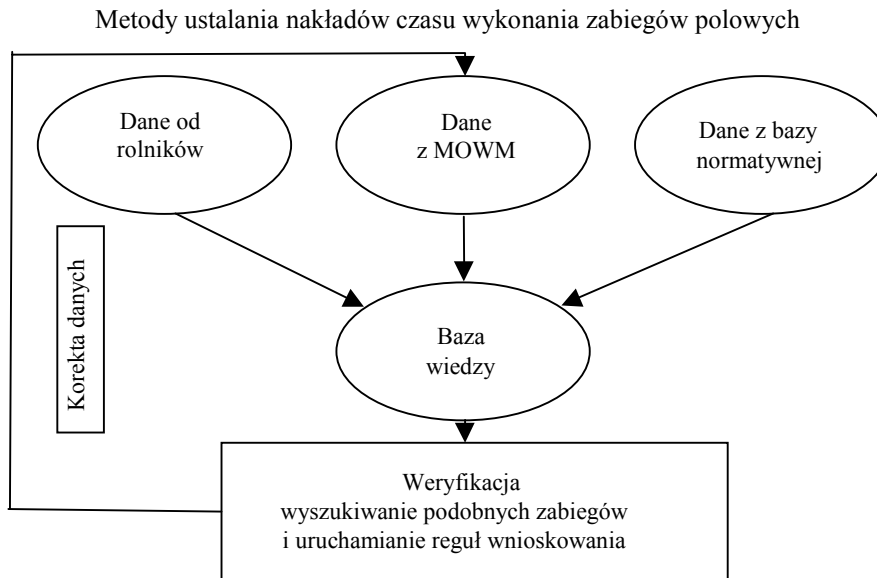 Metody ustalania nakładów czasu wykonania zabiegów polowych
Dane od
rolników
Dane
z MOWM
Dane z bazy
normatywnej
Korekta danych
Baza
wiedzy
Weryfikacja
wyszukiwanie podobnych zabiegów
i uruchamianie reguł wnioskowania